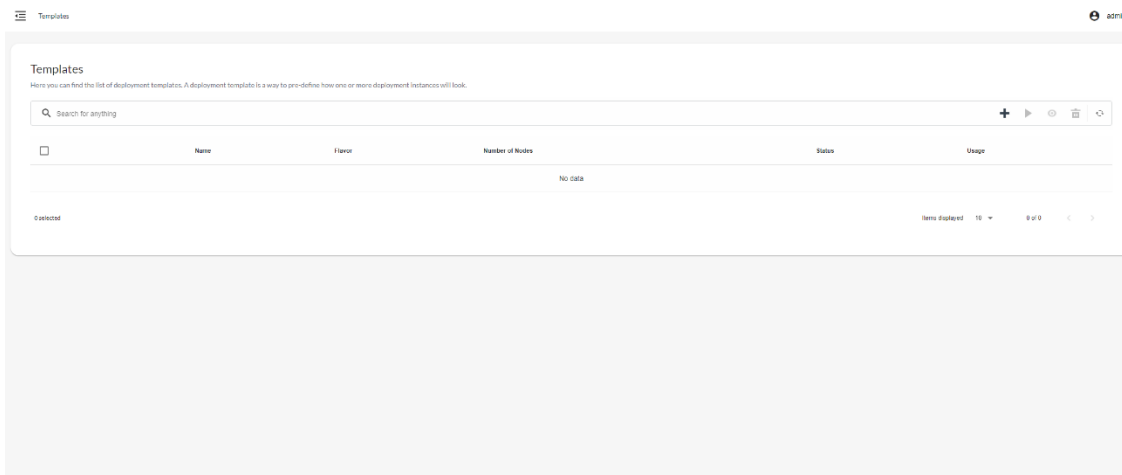 Templates
admi
Templates
Here you can find the list of deployment templates. A deployment template is a way to pre-define how one or more deployment instances will look.
Search for anything
Name Flavor Number of Nodes Status Usage
No data
0 selected Items displayed 10 0 of 0